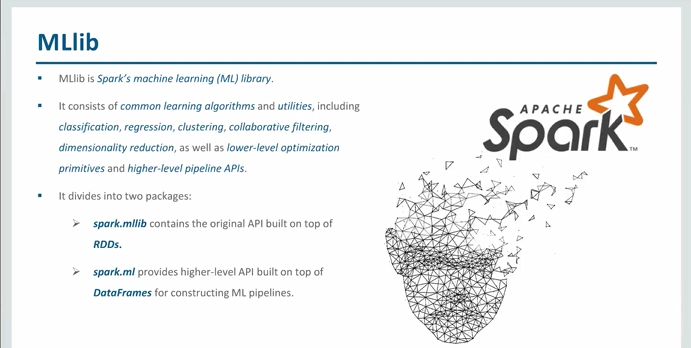 MLlib
MLlib is Spark's machine learning (ML) library.
It consists of common learning algorithms and utilities, including
classification, regression, clustering, collaborative filtering,
dimensionality reduction, as well as lower-level optimization
primitives and higher-level pipeline APIs.
It divides into two packages:
spark.mllib contains the original API built on top of
RDDs.
spark.ml provides higher-level API built on top of
DataFrames for constructing ML pipelines.
APACHE
Spark™